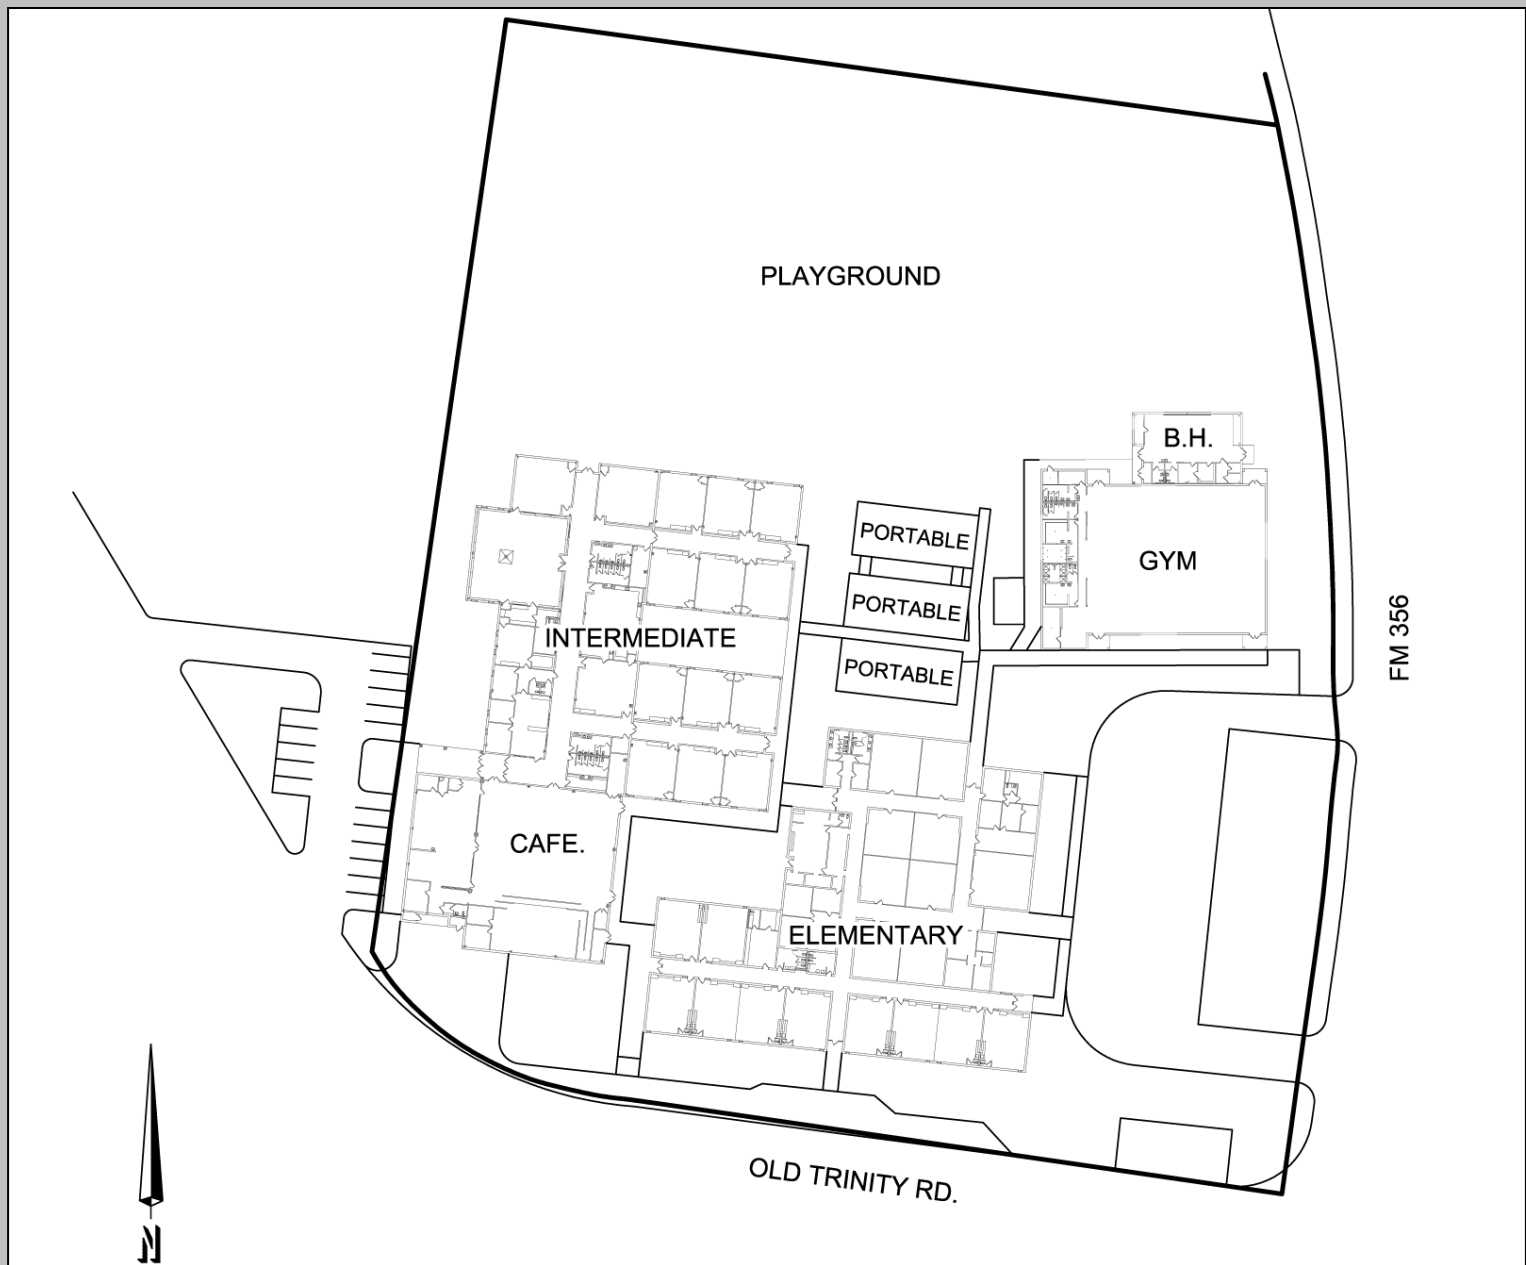 PLAYGROUND
B.H.
PORTABLE
GYM
PORTABLE
INTERMEDIATE
FM 356
PORTABLE
CAFE.
ELEMENTARY
OLD TRINITY RD.
N